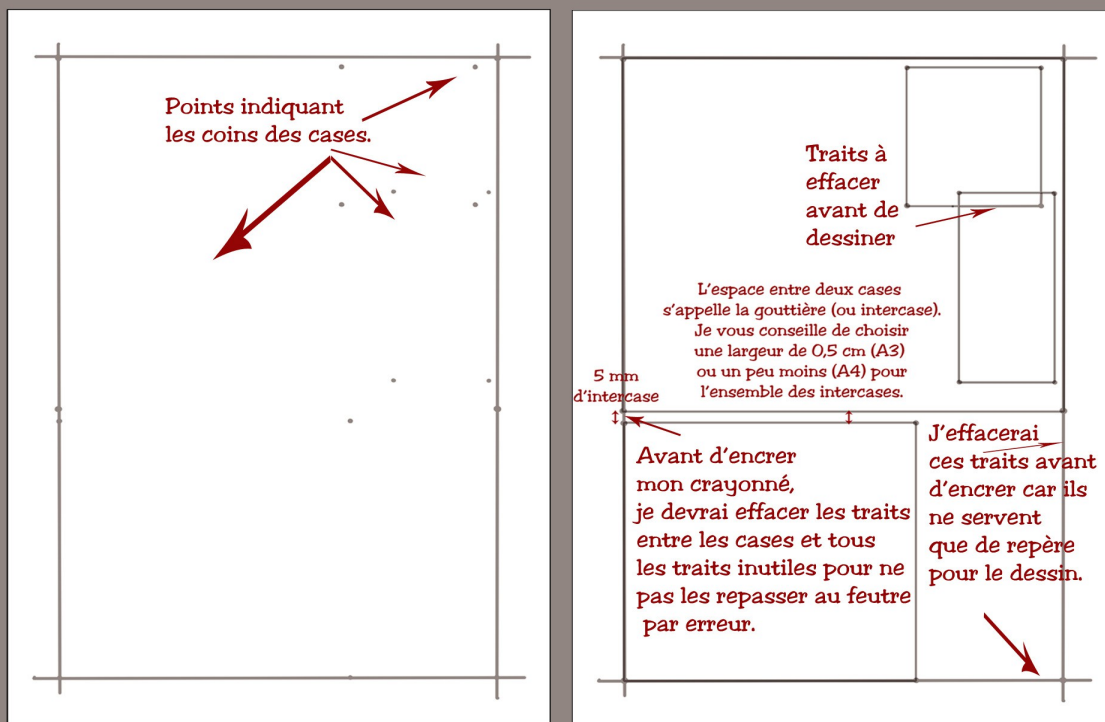 Points indiquant
les coins des cases.
Traits à
effacer
avant de
dessiner
L'espace entre deux cases
s'appelle la gouttière (ou intercase).
Je vous conseille de choisir
une largeur de 0,5 cm (A3)
ou un peu moins (A4) pour
l'ensemble des intercases.
5 mm
d'intercase
Avant d'encrer
mon crayonné,
je devrai effacer les traits
entre les cases et tous
les traits inutiles pour ne
pas les repasser au feutre
par erreur.
J'effacerai
ces traits avant
d'encrer car ils
ne servent
que de repère
pour le dessin.